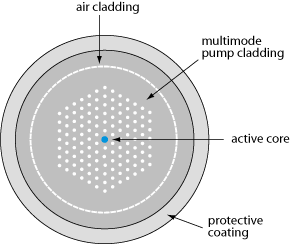 air cladding
multimode
pump cladding
active core
protective
coating